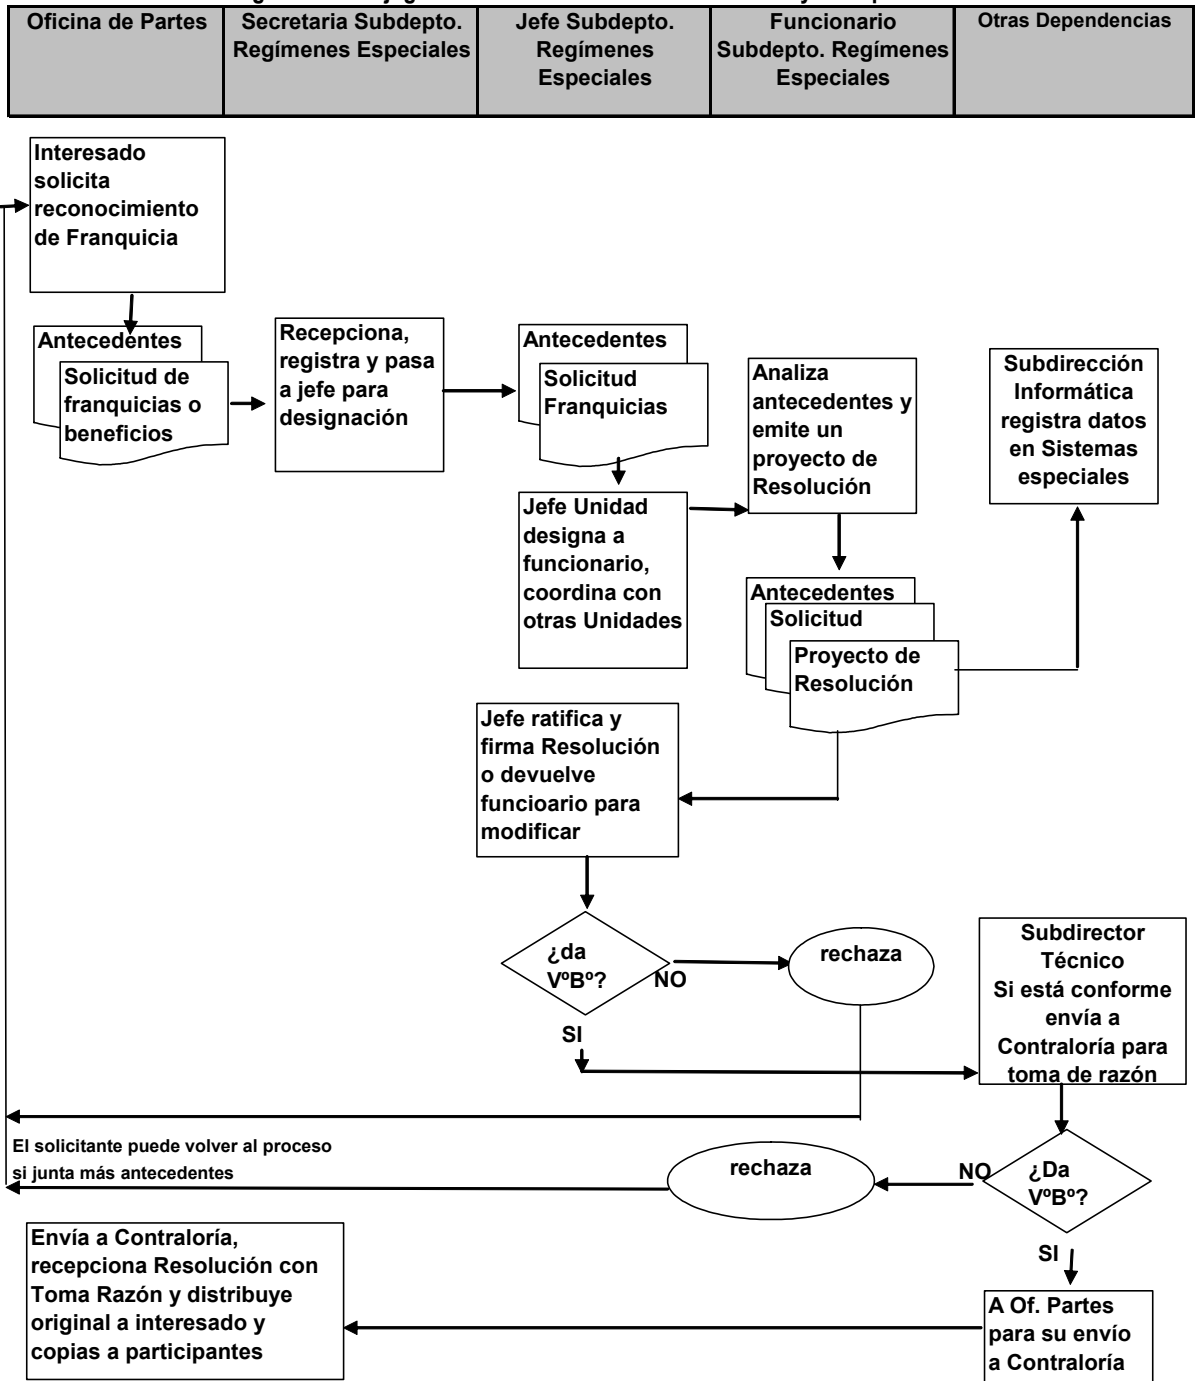 Oficina de Partes
Secretaria Subdepto.
Regímenes Especiales
Jefe Subdepto.
Regímenes
Especiales
Funcionario
Subdepto. Regímenes
Especiales
Otras Dependencias
Interesado
solicita
reconocimiento
de Franquicia
Antecedentes
Solicitud de
franquicias o
beneficios
Recepciona,
registra y pasa
a jefe para
designación
Antecedentes
Solicitud
Franquicias
Analiza
antecedentes y
emite un
proyecto de
Resolución
Subdirección
Informática
registra datos
en Sistemas
especiales
Jefe Unidad
designa a
funcionario,
coordina con
otras Unidades
Antecedentes
Solicitud
Proyecto de
Resolución
Jefe ratifica y
firma Resolución
o devuelve
funcioario para
modificar
¿da
VºBº?
NO
rechaza
SI
Subdirector
Técnico
Si está conforme
envía a
Contraloría para
toma de razón
El solicitante puede volver al proceso
si junta más antecedentes
rechaza
NO
¿Da
VºBº?
SI
Envía a Contraloría,
recepciona Resolución con
Toma Razón y distribuye
original a interesado y
copias a participantes
A Of. Partes
para su envío
a Contraloría